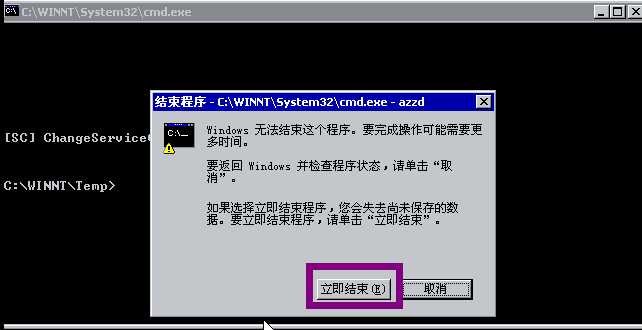 C:\WINNT\System32\cmd.exe
结束程序 - C:\WINNT\System32\cmd.exe - azzd
C:\_
Windows 无法结束这个程序。要完成操作可能需要更
多时间。
[SC] ChangeService
要返回 Windows 并检查程序状态，请单击“取
消”。
C:\WINNT\Temp>
如果选择立即结束程序，您会失去尚未保存的数
据。要立即结束程序，请单击“立即结束”。
立即结束(E)
取消